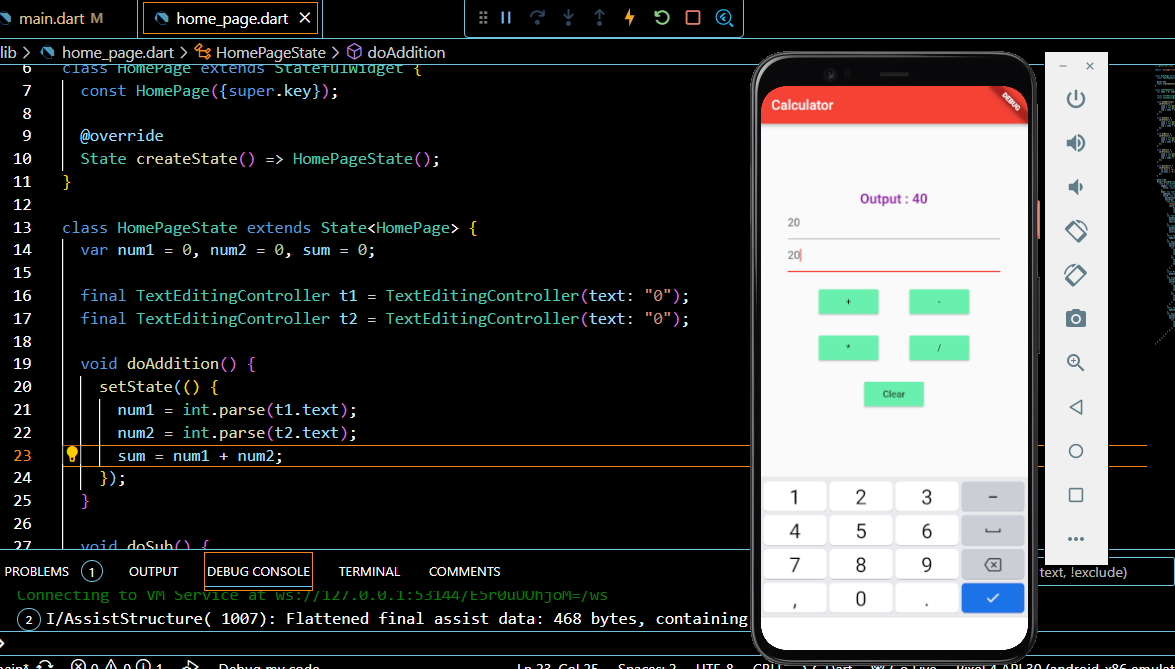 main.dart M
home_page.dart
lib > home_page.dart > HomePageState > doAddition
6 class HomePage extends StatefulWidget {
7 const HomePage({super.key});
8
9 @override
10 State createState() => HomePageState();
11 }
12
13 class HomePageState extends State<HomePage> {
14 var num1 = 0, num2 = 0, sum = 0;
15
16 final TextEditingController t1 = TextEditingController(text: "0");
17 final TextEditingController t2 = TextEditingController(text: "0");
18
19 void doAddition() {
20 setState(() {
21 num1 = int.parse(t1.text);
22 num2 = int.parse(t2.text);
23 sum = num1 + num2;
24 });
25 }
26
27 void doSub() {
PROBLEMS 1 OUTPUT DEBUG CONSOLE TERMINAL COMMENTS
text, !exclude)
Connecting to VM Service at ws://127.0.0.1:53144/
2 I/AssistStructure( 1007): Flattened final assist data: 468 bytes, containing
0 0 1 Debug my code
Ln 23, Col 25 Spaces: 2 UTF-8 CRLF Dart Go Live Pixel 4 API 30 (android-x86 emulat
Calculator
DEBUG
Output : 40
20
20
+ -
* /
Clear
1 2 3 -
4 5 6
7 8 9
, 0 .